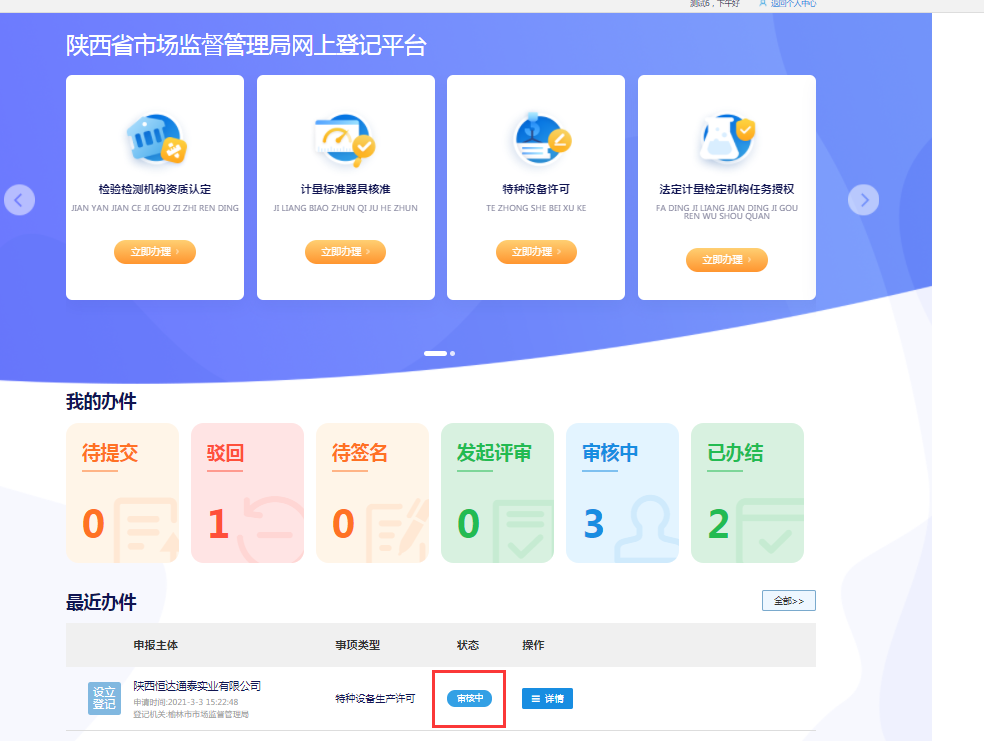 测试6，下午好 返回个人中心
陕西省市场监督管理局网上登记平台
检验检测机构资质认定
JIAN YAN JIAN CE JI GOU ZI ZHI REN DING
立即办理 ›
计量标准器具核准
JI LIANG BIAO ZHUN QI JU HE ZHUN
立即办理 ›
特种设备许可
TE ZHONG SHE BEI XU KE
立即办理 ›
法定计量检定机构任务授权
FA DING JI LIANG JIAN DING JI GOU
REN WU SHOU QUAN
立即办理 ›
我的办件
待提交
0
驳回
1
待签名
0
发起评审
0
审核中
3
已办结
2
最近办件
全部>>
申报主体 事项类型 状态 操作
设立
登记
陕西恒达通泰实业有限公司
申请时间:2021-3-3 15:22:48
登记机关:榆林市市场监督管理局
特种设备生产许可
审核中
详情